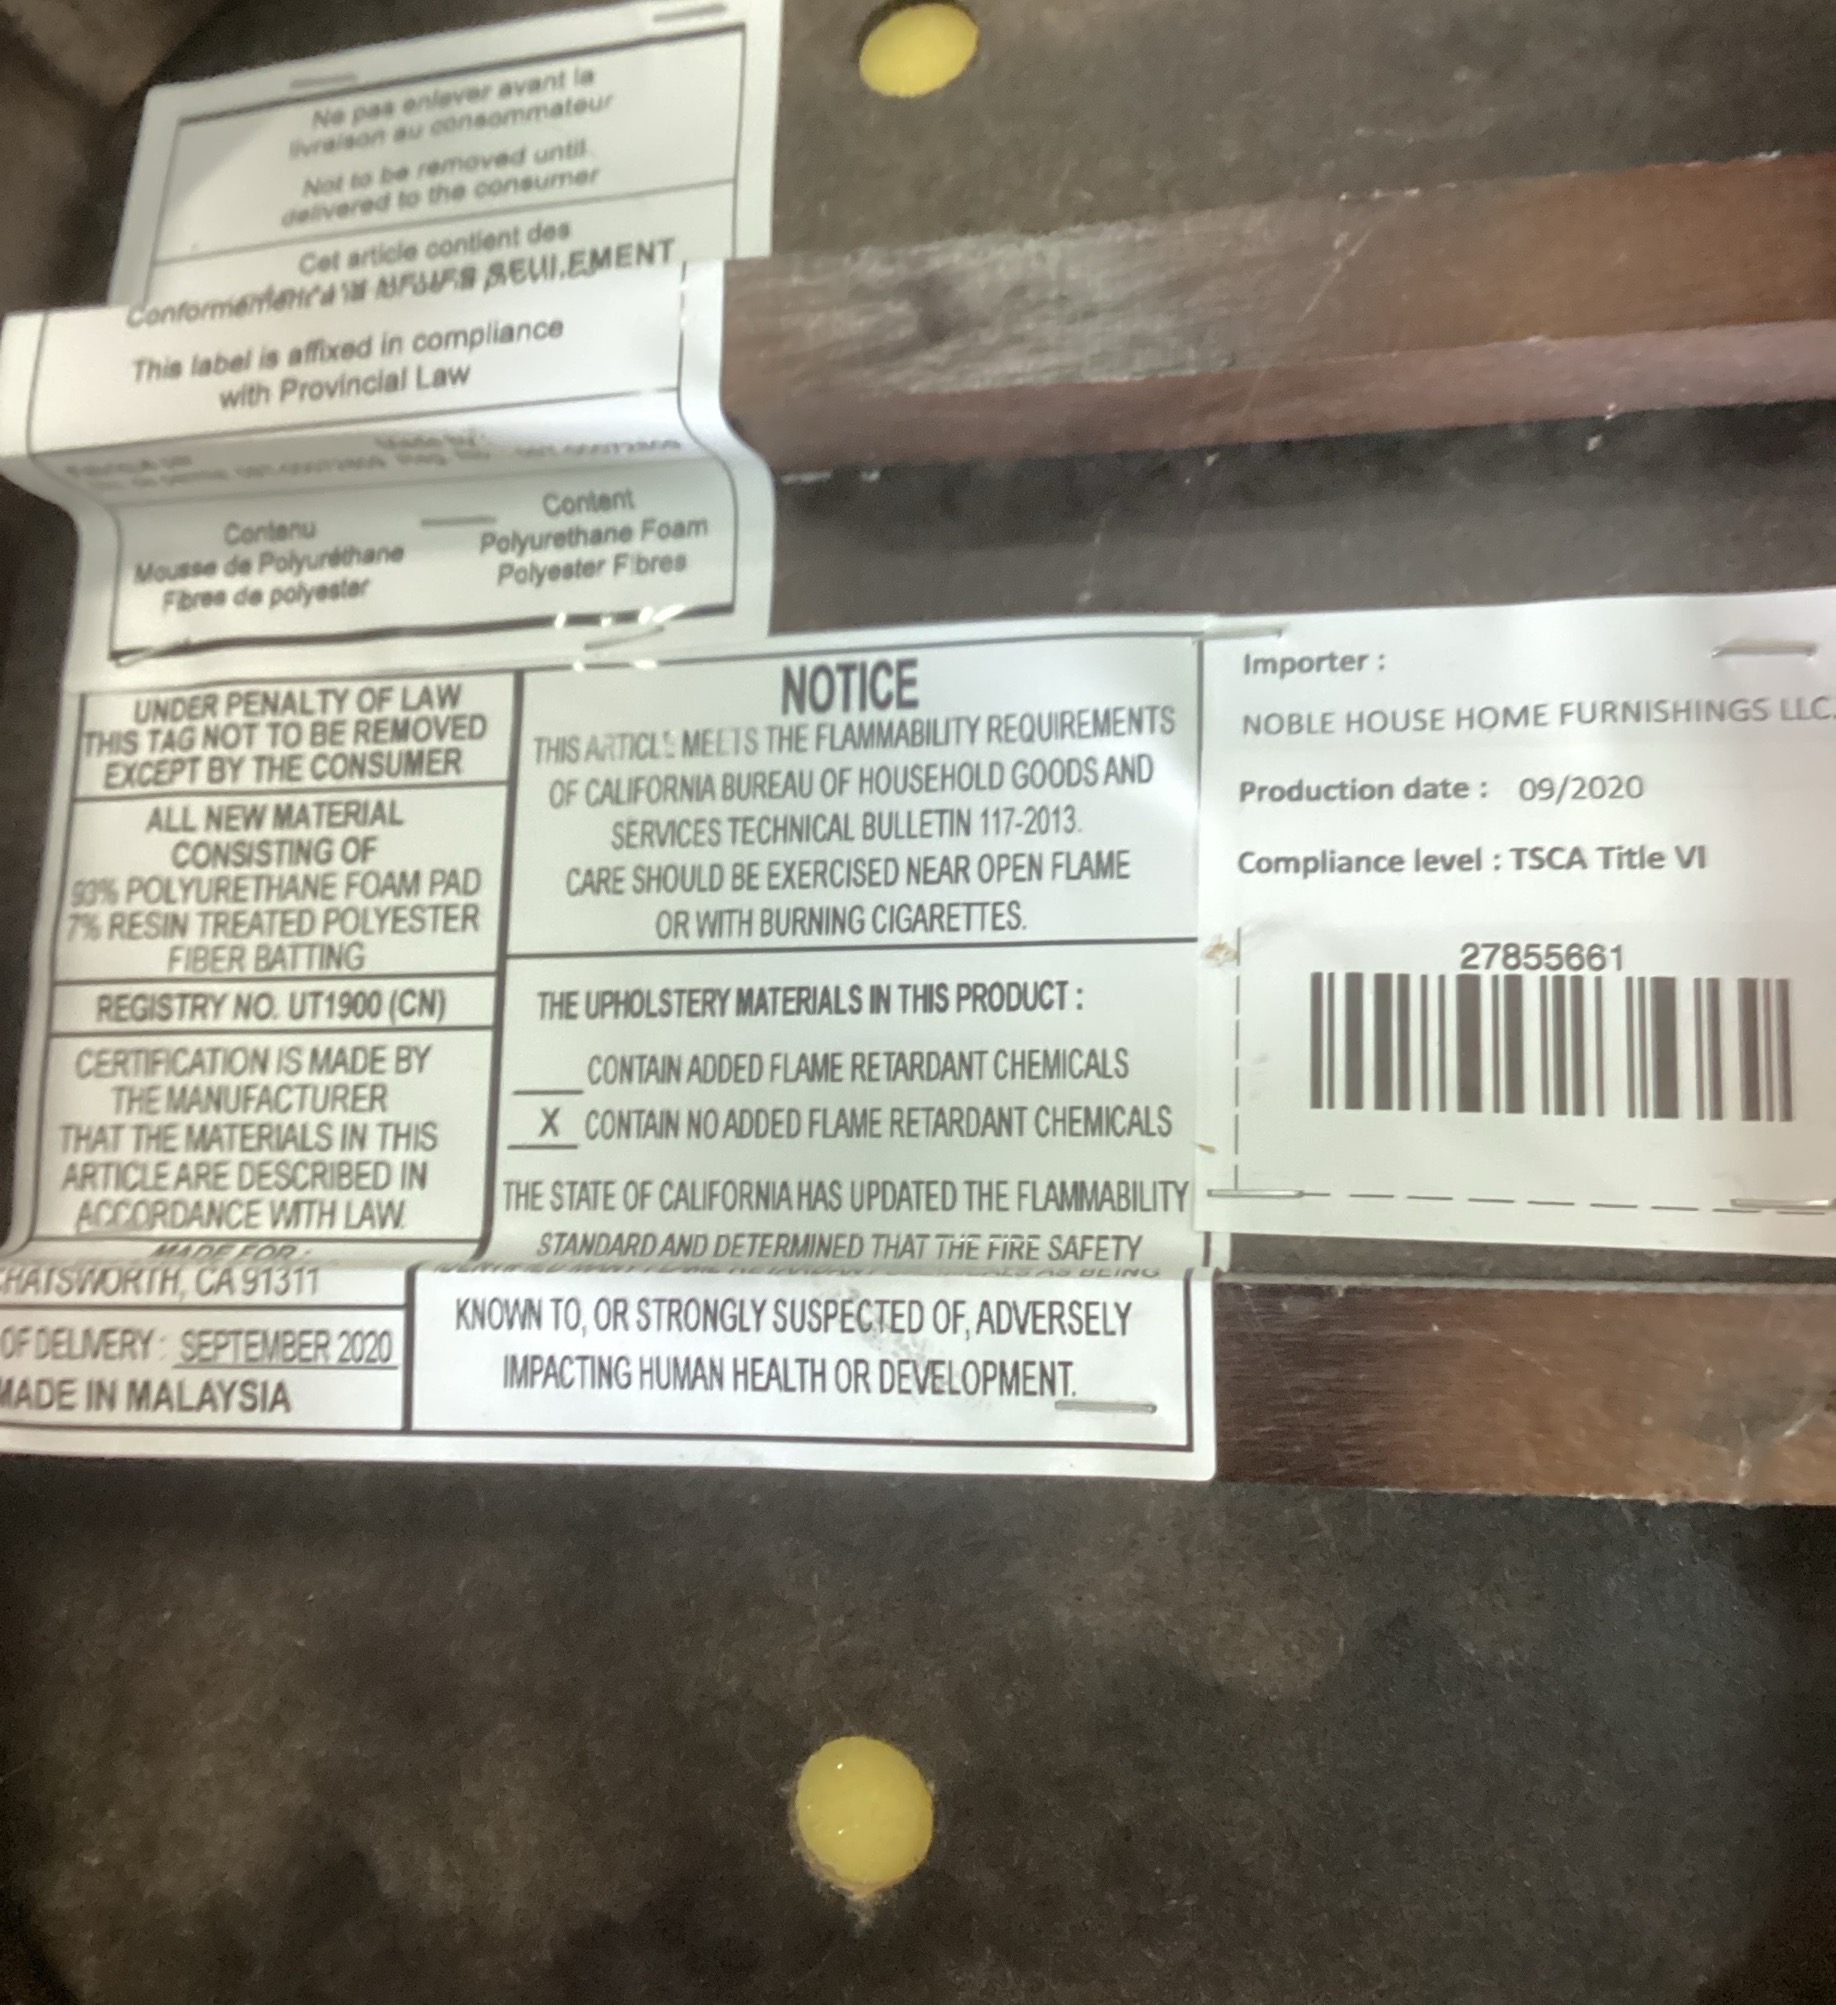 Ne pas enlever avant la
livraison au consommateur
Not to be removed until
delivered to the consumer
Cet article contient des
SEULEMENT
This label is affixed in compliance
with Provincial Law
Contenu
Mousse de Polyuréthane
Fibres de polyester
Content
Polyurethane Foam
Polyester Fibres
UNDER PENALTY OF LAW
THIS TAG NOT TO BE REMOVED
EXCEPT BY THE CONSUMER
ALL NEW MATERIAL
CONSISTING OF
93% POLYURETHANE FOAM PAD
7% RESIN TREATED POLYESTER
FIBER BATTING
REGISTRY NO. UT1900 (CN)
CERTIFICATION IS MADE BY
THE MANUFACTURER
THAT THE MATERIALS IN THIS
ARTICLE ARE DESCRIBED IN
ACCORDANCE WITH LAW.
MADE FOR:
CHATSWORTH, CA 91311
OF DELIVERY: SEPTEMBER 2020
MADE IN MALAYSIA
NOTICE
THIS ARTICLE MEETS THE FLAMMABILITY REQUIREMENTS
OF CALIFORNIA BUREAU OF HOUSEHOLD GOODS AND
SERVICES TECHNICAL BULLETIN 117-2013.
CARE SHOULD BE EXERCISED NEAR OPEN FLAME
OR WITH BURNING CIGARETTES.
THE UPHOLSTERY MATERIALS IN THIS PRODUCT :
CONTAIN ADDED FLAME RETARDANT CHEMICALS
X CONTAIN NO ADDED FLAME RETARDANT CHEMICALS
THE STATE OF CALIFORNIA HAS UPDATED THE FLAMMABILITY
STANDARD AND DETERMINED THAT THE FIRE SAFETY
AS BEING
KNOWN TO, OR STRONGLY SUSPECTED OF, ADVERSELY
IMPACTING HUMAN HEALTH OR DEVELOPMENT.
Importer :
NOBLE HOUSE HOME FURNISHINGS LLC.
Production date : 09/2020
Compliance level : TSCA Title VI
27855661